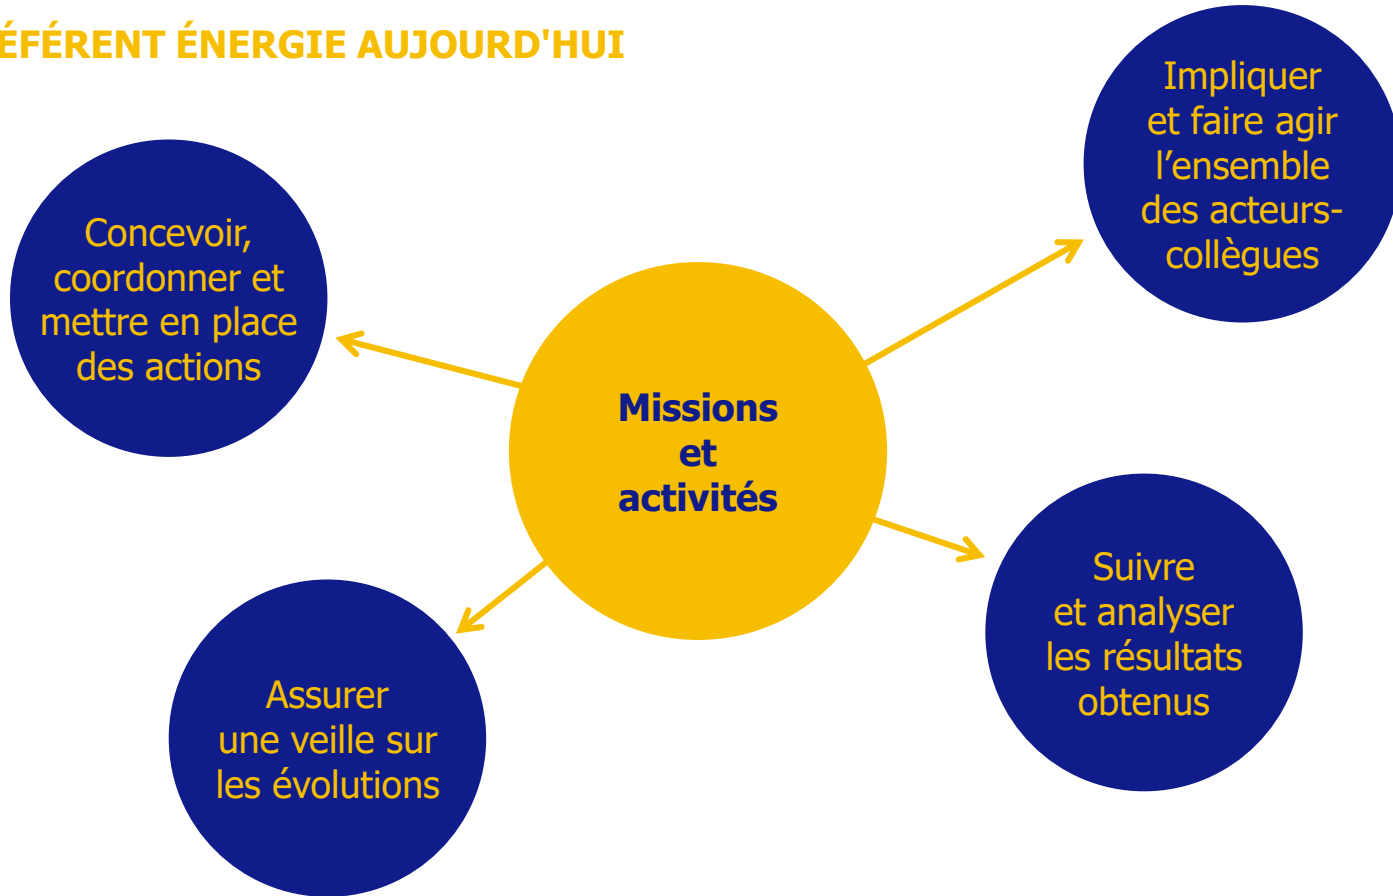 ÉFÉRENT ÉNERGIE AUJOURD'HUI
Impliquer
et faire agir
l’ensemble
des acteurs-
collègues
Concevoir,
coordonner et
mettre en place
des actions
Missions
et
activités
Suivre
et analyser
les résultats
obtenus
Assurer
une veille sur
les évolutions